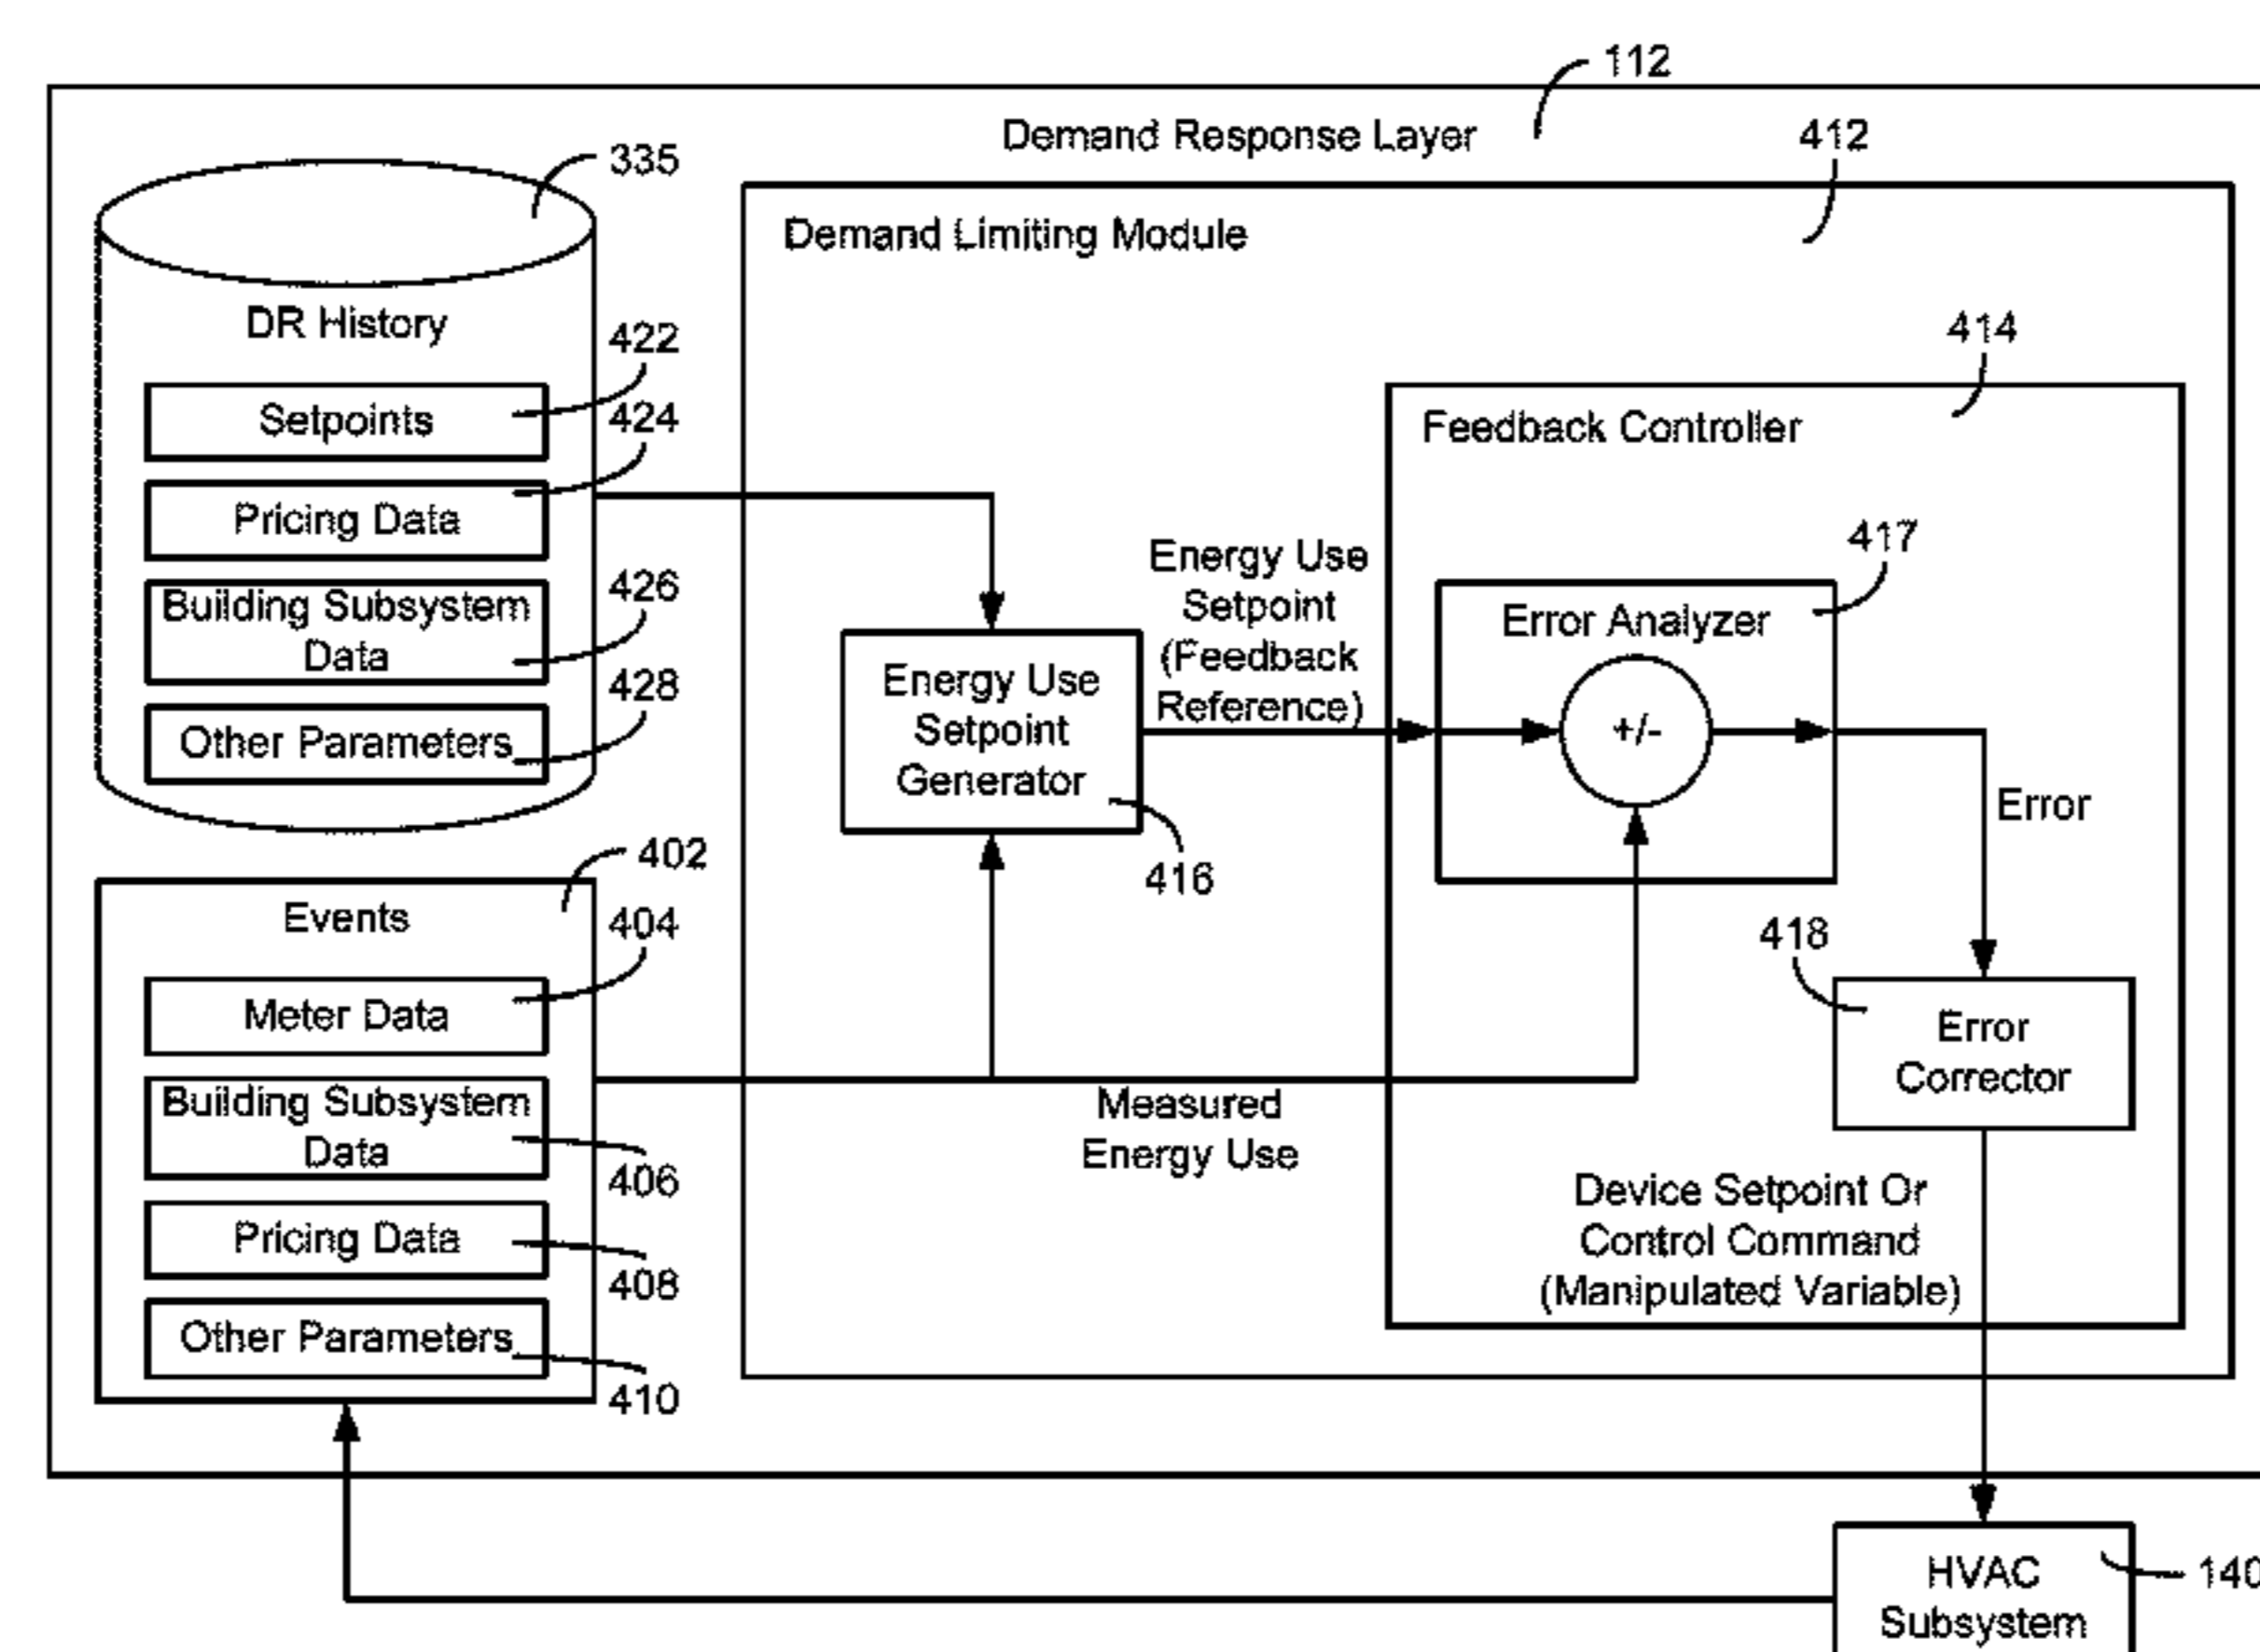 112
Demand Response Layer
412
335
Demand Limiting Module
DR History
422
Setpoints
424
Pricing Data
426
Building Subsystem
Data
428
Other Parameters
414
Feedback Controller
417
Energy Use
Setpoint
(Feedback
Reference)
Error Analyzer
+/-
Energy Use
Setpoint
Generator
416
Error
402
Events
404
Meter Data
Building Subsystem
Data
406
Pricing Data
408
Other Parameters
410
418
Error
Corrector
Measured
Energy Use
Device Setpoint Or
Control Command
(Manipulated Variable)
HVAC
Subsystem
140